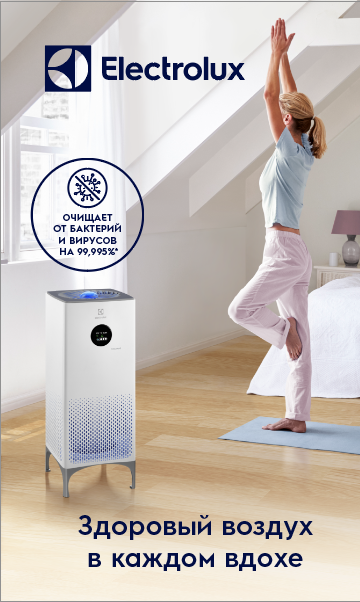 Electrolux
ОЧИЩАЕТ
ОТ БАКТЕРИЙ
И ВИРУСОВ
НА 99,995%*
Здоровый воздух
в каждом вдохе